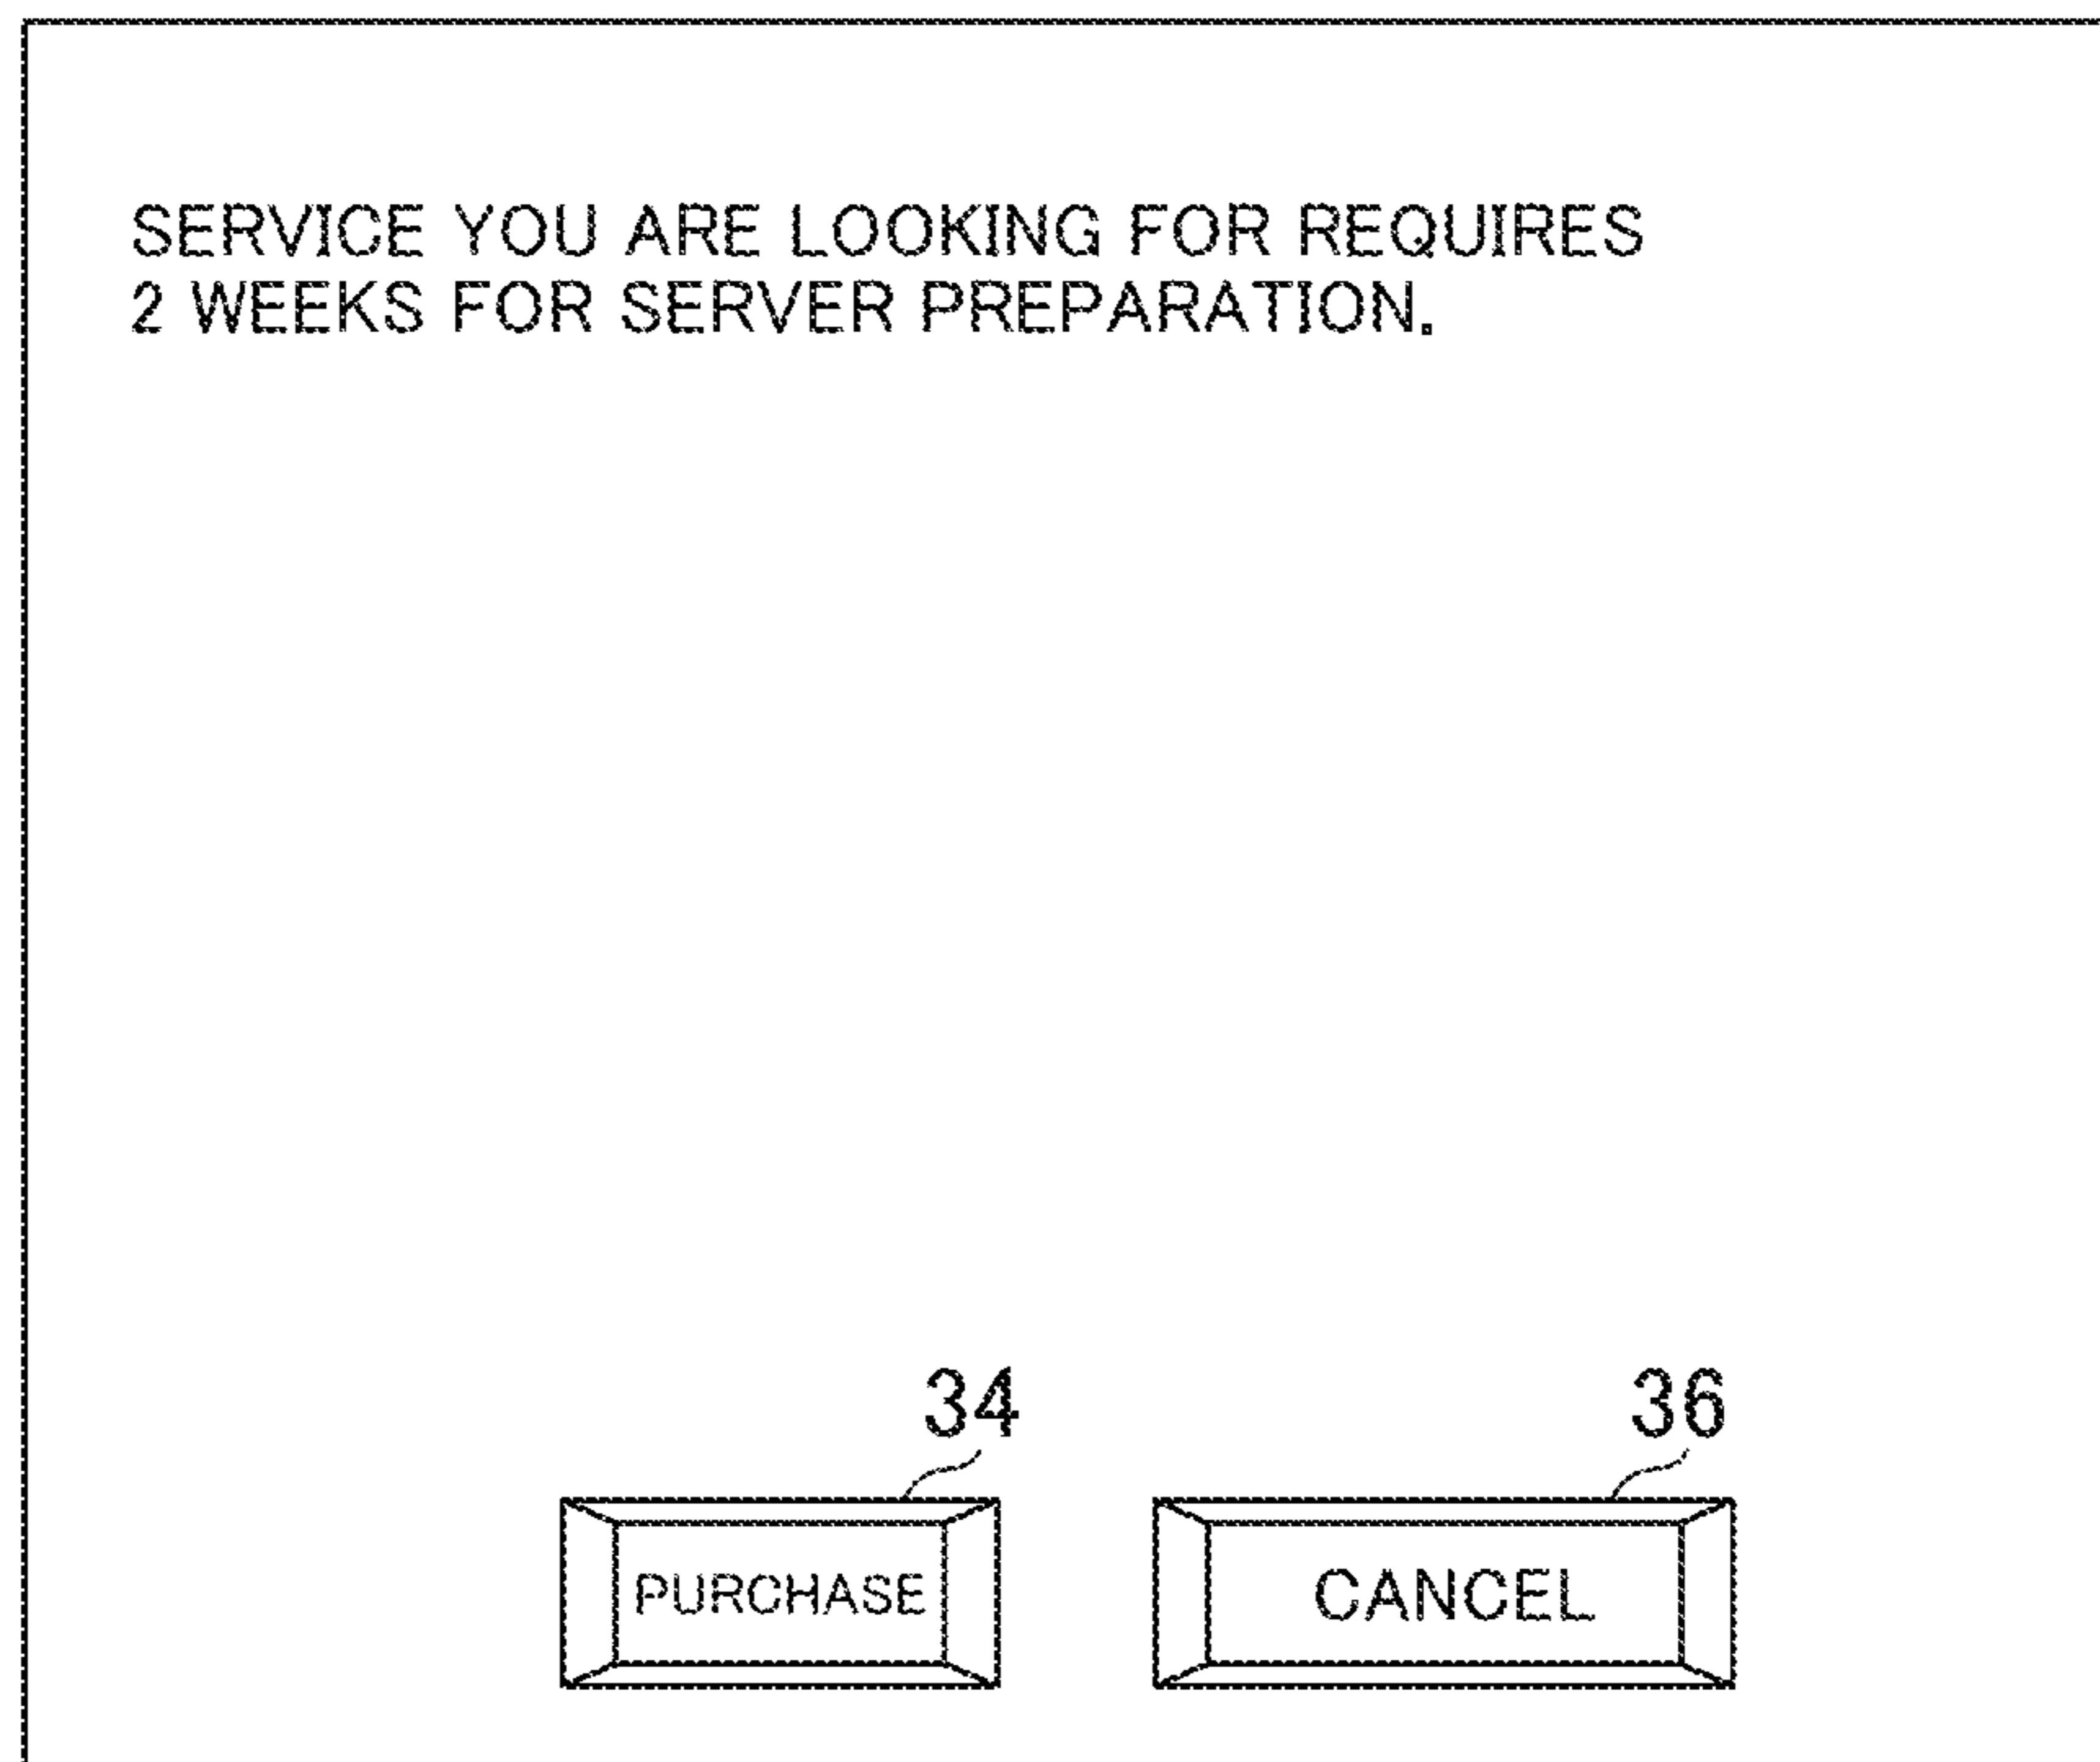 SERVICE YOU ARE LOOKING FOR REQUIRES
2 WEEKS FOR SERVER PREPARATION.
34
36
PURCHASE
CANCEL